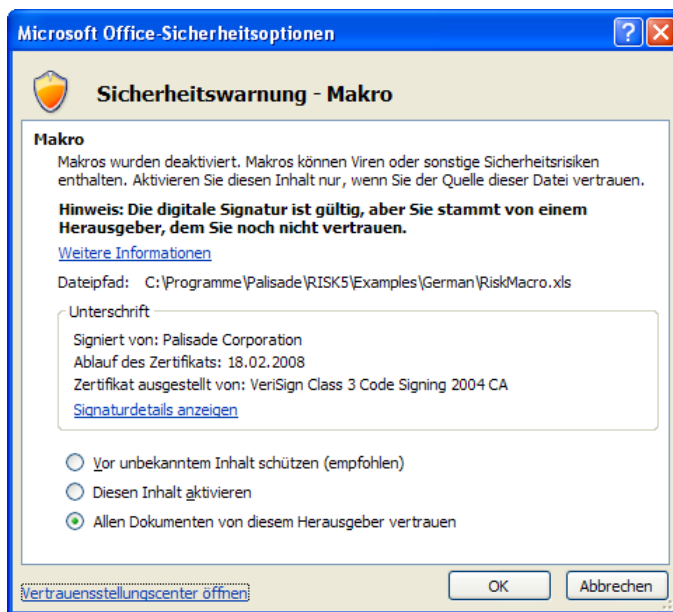 Microsoft Office-Sicherheitsoptionen
Sicherheitswarnung - Makro
Makro
Makros wurden deaktiviert. Makros können Viren oder sonstige Sicherheitsrisiken
enthalten. Aktivieren Sie diesen Inhalt nur, wenn Sie der Quelle dieser Datei vertrauen.
Hinweis: Die digitale Signatur ist gültig, aber Sie stammt von einem
Herausgeber, dem Sie noch nicht vertrauen.
Weitere Informationen
Dateipfad: C:\Programme\Palisade\RISK5\Examples\German\RiskMacro.xls
Unterschrift
Signiert von: Palisade Corporation
Ablauf des Zertifikats: 18.02.2008
Zertifikat ausgestellt von: VeriSign Class 3 Code Signing 2004 CA
Signaturdetails anzeigen
Vor unbekanntem Inhalt schützen (empfohlen)
Diesen Inhalt aktivieren
Allen Dokumenten von diesem Herausgeber vertrauen
Vertrauensstellungscenter öffnen
OK
Abbrechen